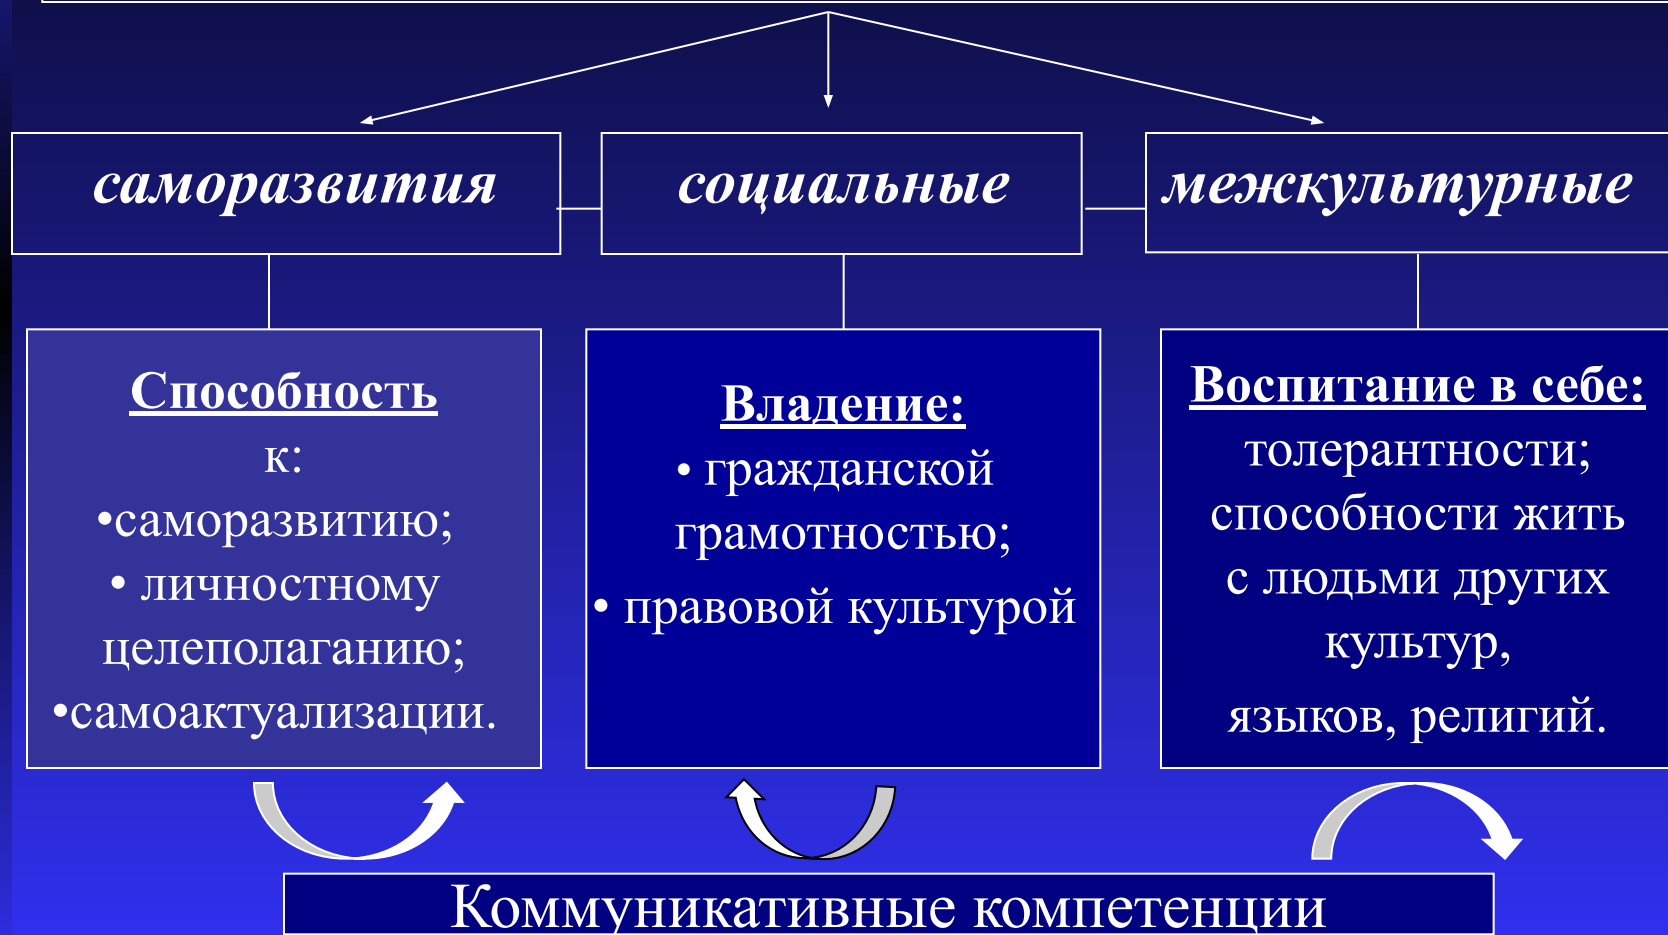 саморазвития
социальные
межкультурные
Способность
к:
•саморазвитию;
• личностному
целеполаганию;
•самоактуализации.
Владение:
• гражданской
грамотностью;
• правовой культурой
Воспитание в себе:
толерантности;
способности жить
с людьми других
культур,
языков, религий.
Коммуникативные компетенции